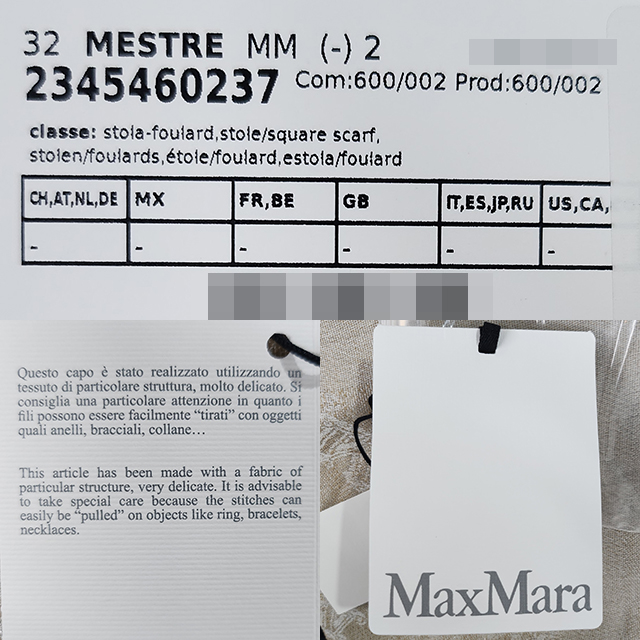 32 MESTRE MM (-) 2
2345460237 Com:600/002 Prod:600/002
classe: stola-foulard,stole/square scarf,
stolen/foulards,étole/foulard,estola/foulard
CH,AT,NL,DE MX FR,BE GB IT,ES,JP,RU US,CA,
- - - - - -
Questo capo è stato realizzato utilizzando un
tessuto di particolare struttura, molto delicato. Si
consiglia una particolare attenzione in quanto i
fili possono essere facilmente “tirati” con oggetti
quali anelli, bracciali, collane…
This article has been made with a fabric of
particular structure, very delicate. It is advisable
to take special care because the stitches can
easily be “pulled” on objects like ring, bracelets,
necklaces.
MaxMara